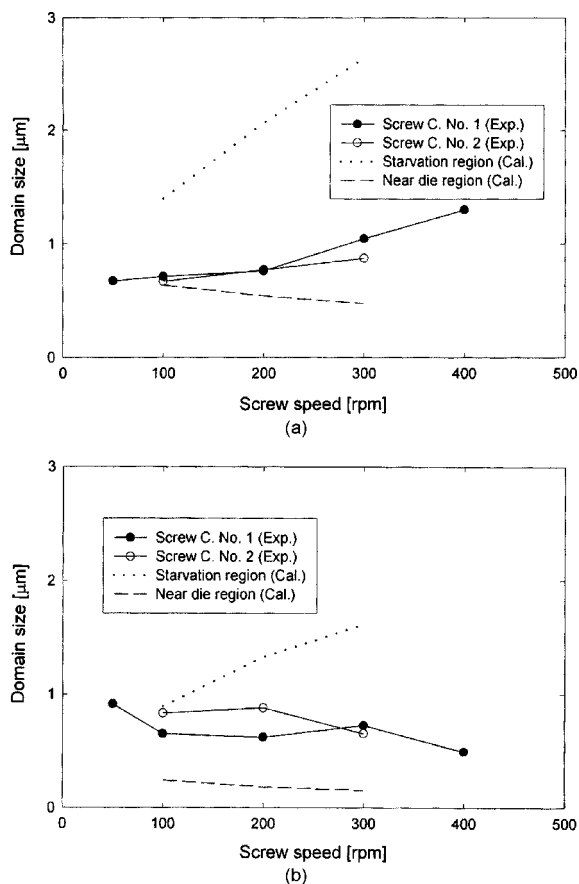 3
2
1
0
Domain size [μm]
Screw C. No. 1 (Exp.)
Screw C. No. 2 (Exp.)
Starvation region (Cal.)
Near die region (Cal.)
0 100 200 300 400 500
Screw speed [rpm]
(a)
3
2
1
0
Domain size [μm]
Screw C. No. 1 (Exp.)
Screw C. No. 2 (Exp.)
Starvation region (Cal.)
Near die region (Cal.)
0 100 200 300 400 500
Screw speed [rpm]
(b)